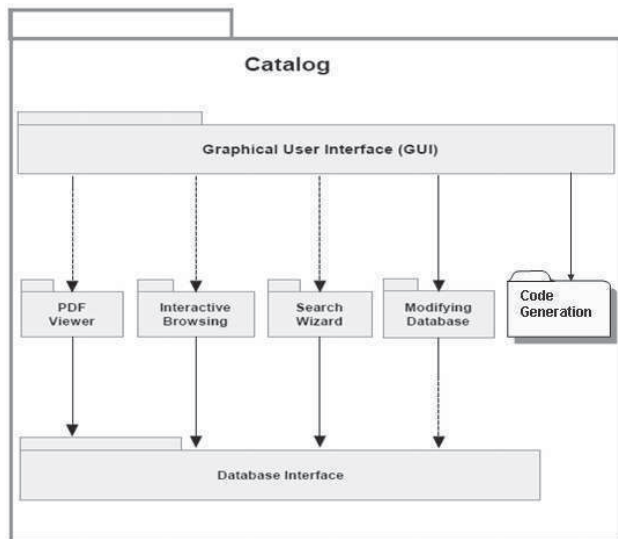 Catalog
Graphical User Interface (GUI)
PDF
Viewer
Interactive
Browsing
Search
Wizard
Modifying
Database
Code
Generation
Database Interface